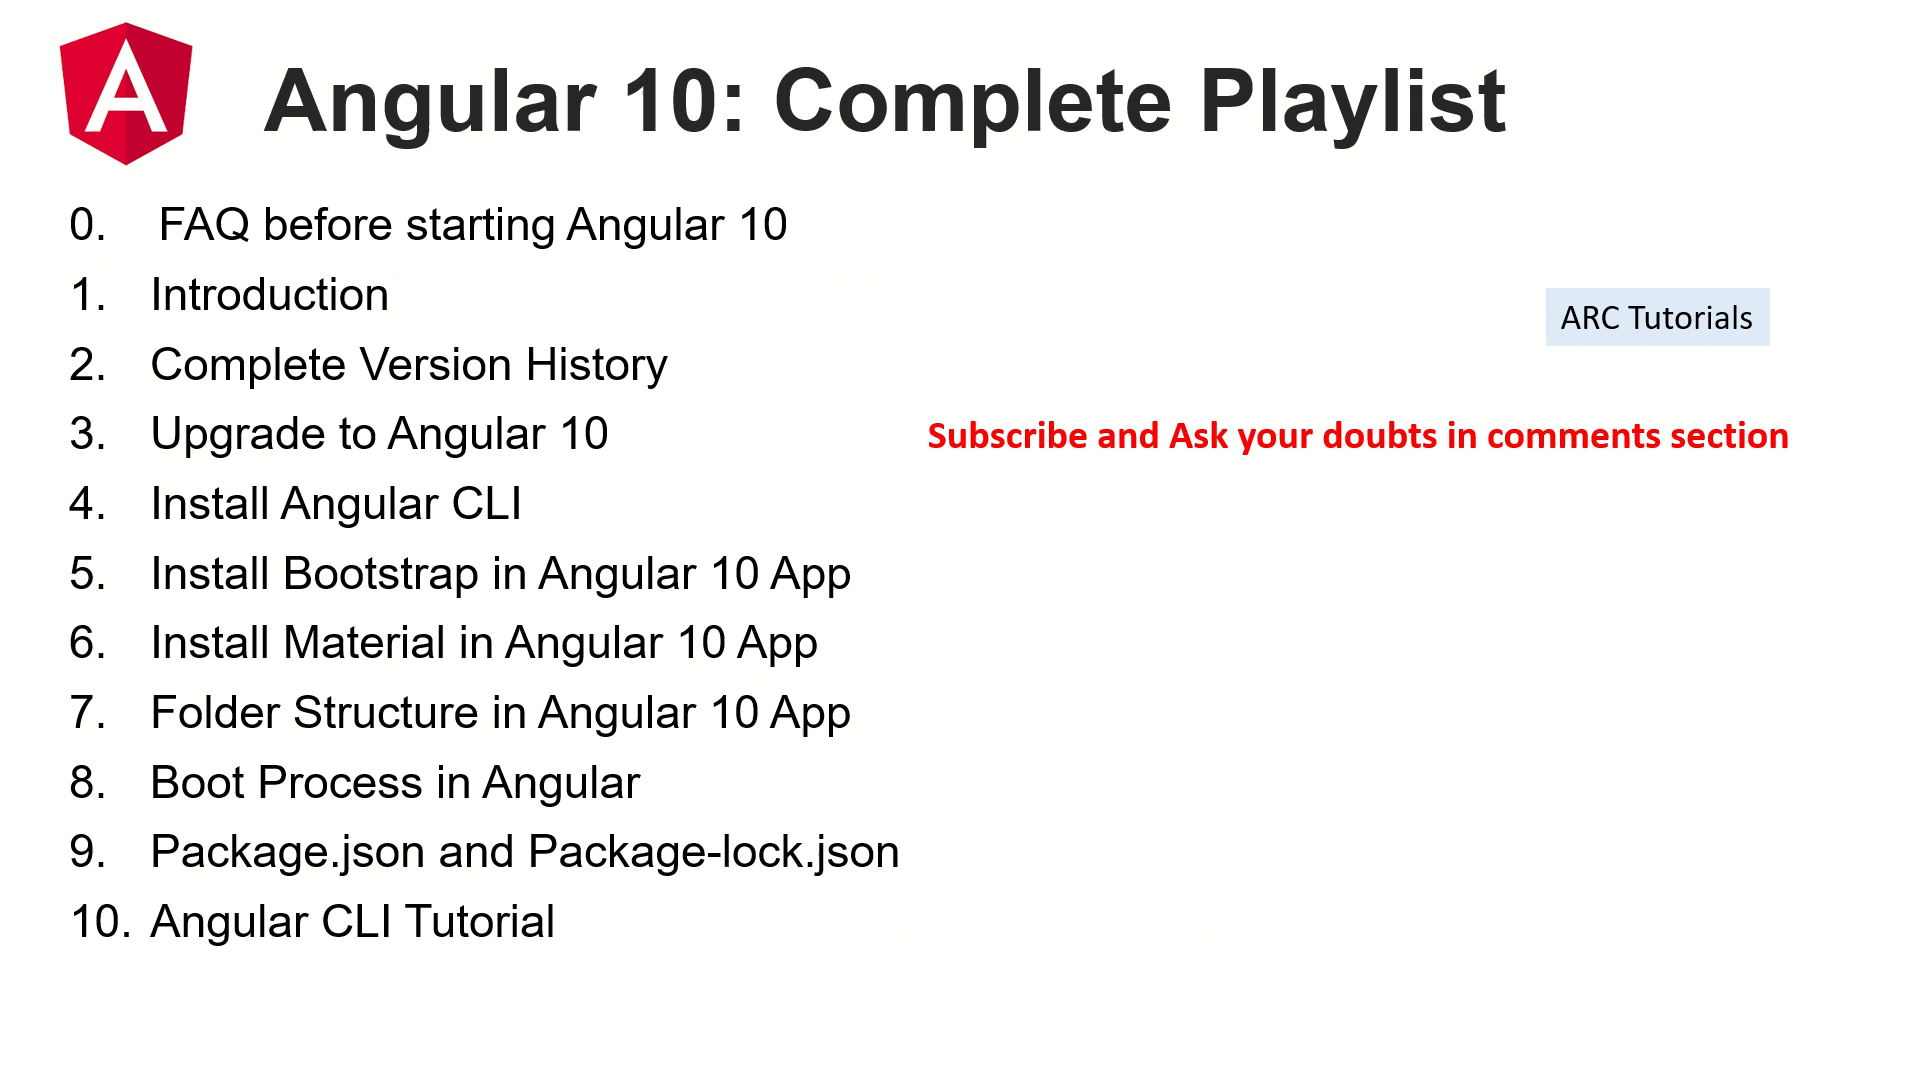 Angular 10: Complete Playlist
0. FAQ before starting Angular 10
1. Introduction
2. Complete Version History
3. Upgrade to Angular 10
4. Install Angular CLI
5. Install Bootstrap in Angular 10 App
6. Install Material in Angular 10 App
7. Folder Structure in Angular 10 App
8. Boot Process in Angular
9. Package.json and Package-lock.json
10. Angular CLI Tutorial
ARC Tutorials
Subscribe and Ask your doubts in comments section